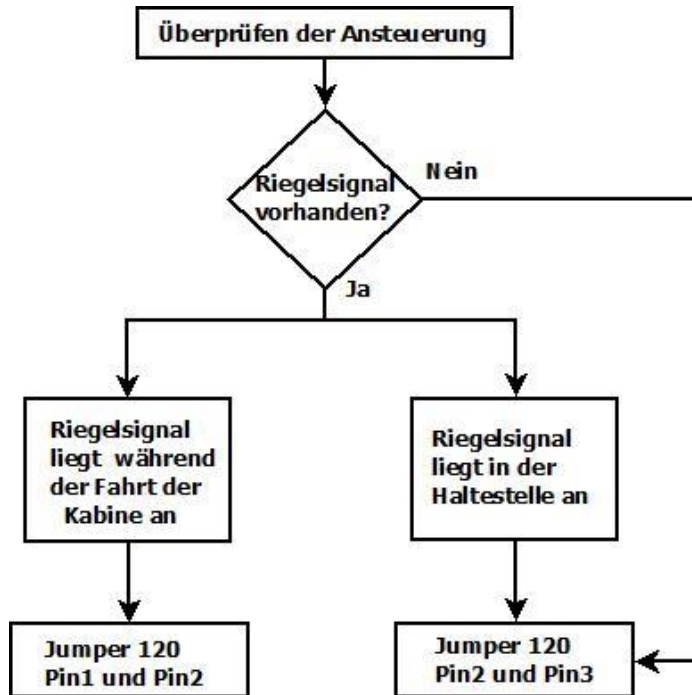 Überprüfen der Ansteuerung
Riegelsignal
vorhanden?
Nein
Ja
Riegelsignal
liegt während
der Fahrt der
Kabine an
Riegelsignal
liegt in der
Haltestelle an
Jumper 120
Pin1 und Pin2
Jumper 120
Pin2 und Pin3